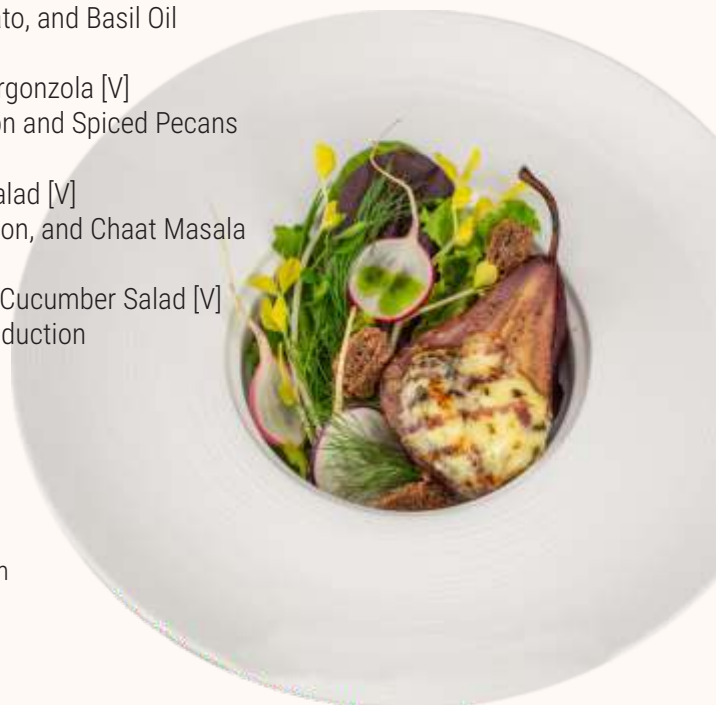 to, and Basil Oil
rgonzola [V]
on and Spiced Pecans
alad [V]
on, and Chaat Masala
Cucumber Salad [V]
duction
n